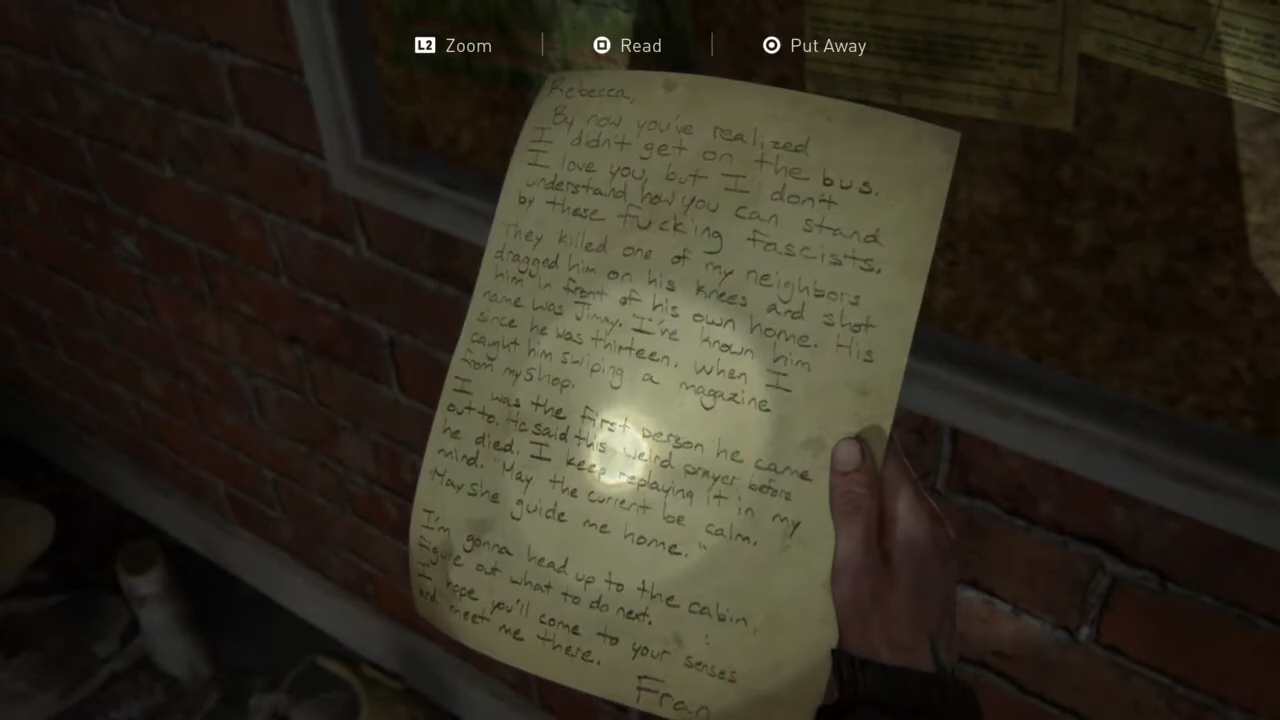 L2 Zoom | Read | Put Away
Rebecca,
By now you've realized
I didn't get on the bus.
I love you, but I don't
understand how you can stand
by these fucking fascists.
They killed one of my neighbors
dragged him on his knees and shot
him in front of his own home. His
name was Jimmy. I've known him
since he was thirteen. When I
caught him swiping a magazine
from my shop.
I was the first person he came
out to. He said this weird prayer before
he died. I keep replaying it in my
mind. "May the current be calm.
May she guide me home."
I'm gonna head up to the cabin,
figure out what to do next.
I hope you'll come to your senses
and meet me there.
Fran